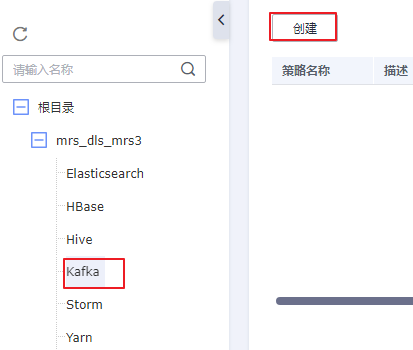 创建
请输入名称
策略名称 描述
根目录
mrs_dls_mrs3
Elasticsearch
HBase
Hive
Kafka
Storm
Yarn